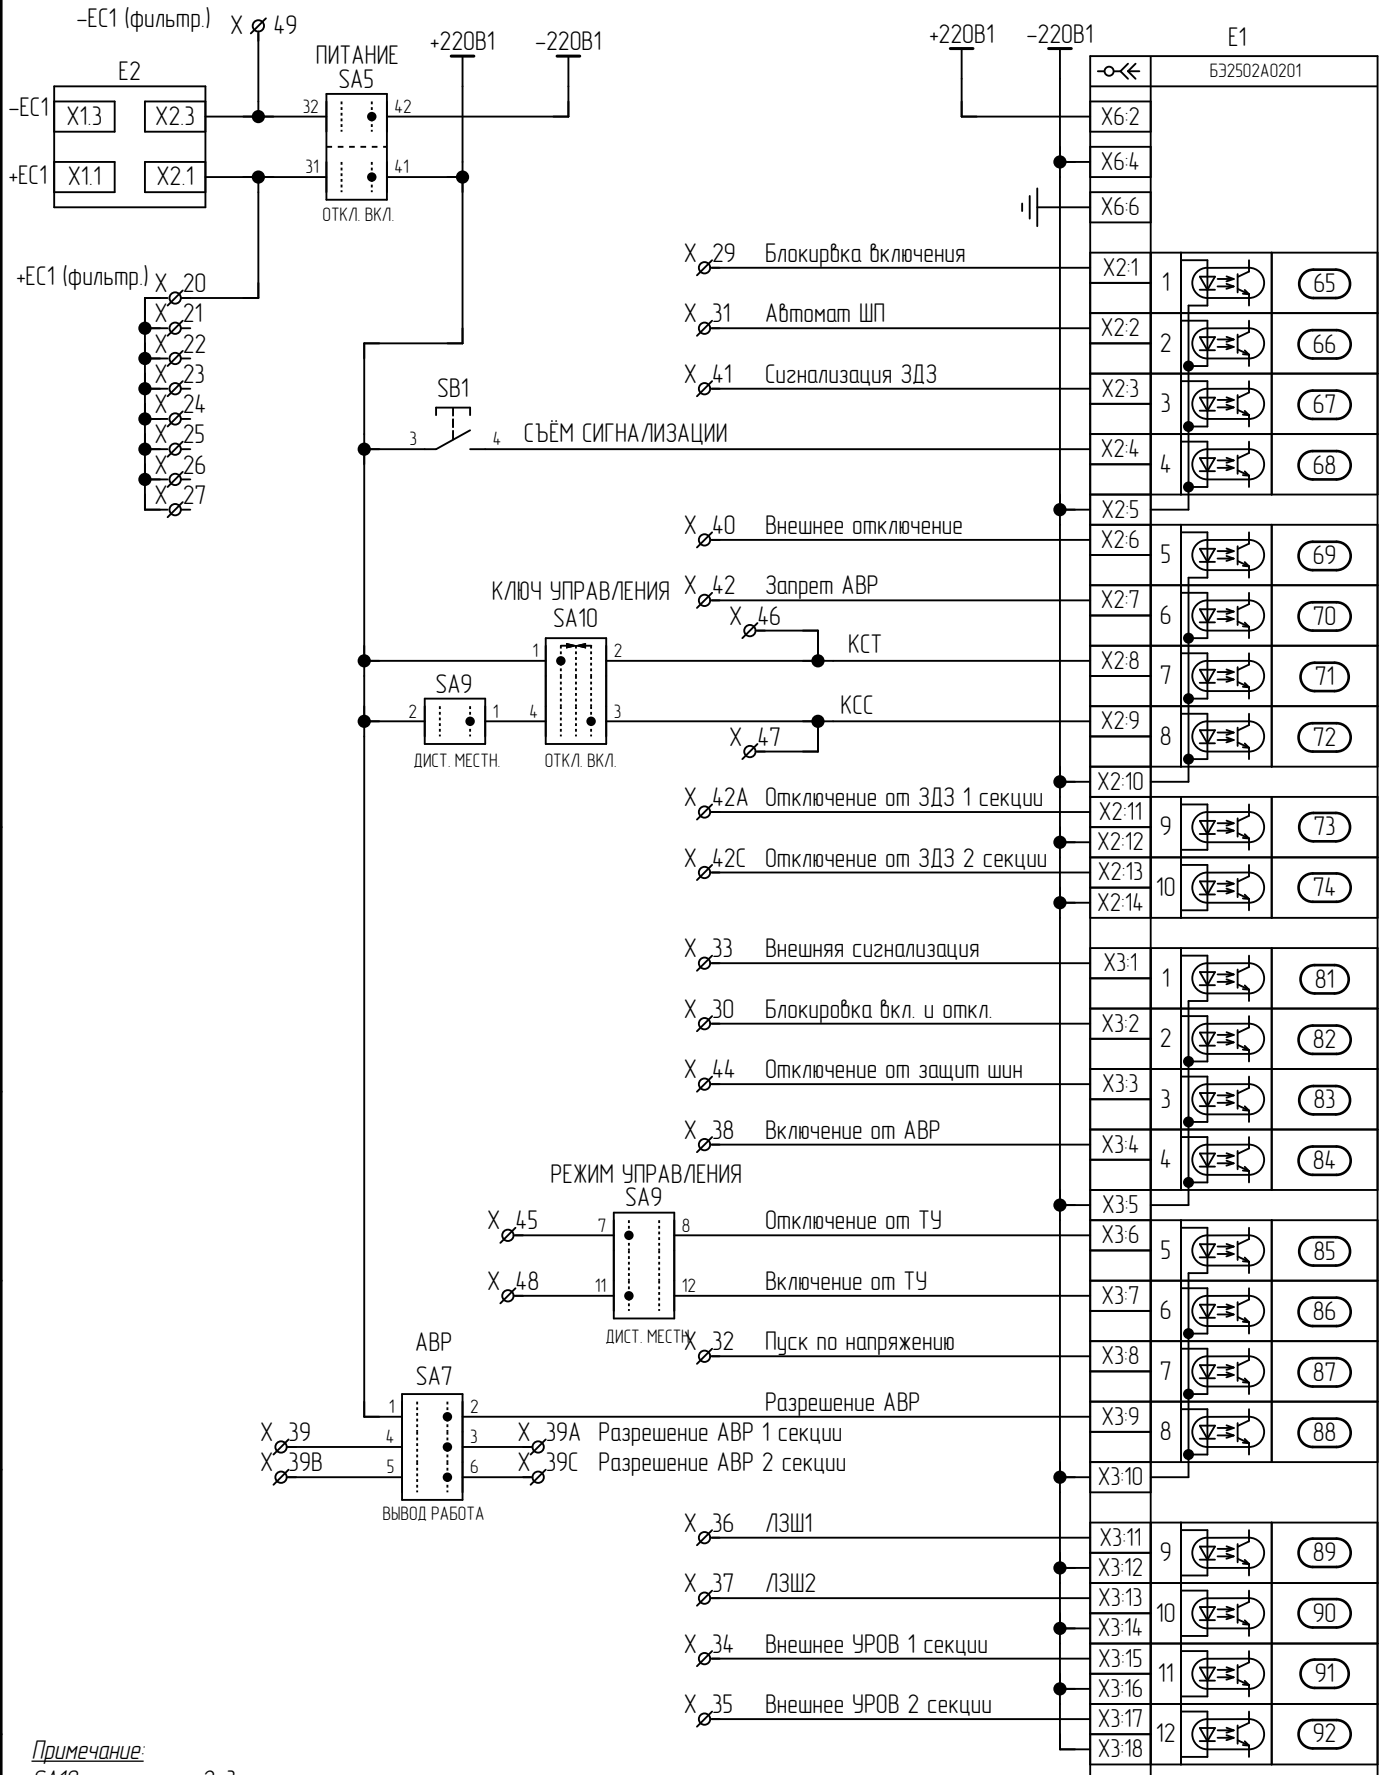 -EC1 (фильтр.) X 49
+220В1 -220В1
+220В1 -220В1 E1
ПИТАНИЕ
SA5
E2
БЭ2502А0201
-EC1 X1.3 X2.3 32 42
X6:2
X6:4
+EC1 X1.1 X2.1 31 41
ОТКЛ. ВКЛ.
X6:6
X 29 Блокирвка включения X2:1 1 65
+EC1 (фильтр.) X 20
X 21
X 22
X 23
X 24
X 25
X 26
X 27
X 31 Автомат ШП X2:2 2 66
X 41 Сигнализация ЗДЗ X2:3 3 67
SB1
3 4 СЪЁМ СИГНАЛИЗАЦИИ X2:4 4 68
X2:5
X 40 Внешнее отключение X2:6 5 69
КЛЮЧ УПРАВЛЕНИЯ
SA10
X 42 Запрет АВР X2:7 6 70
X 46
1 2 КСТ X2:8 7 71
SA9
2 1 4 3 КСС X2:9 8 72
X 47
ДИСТ. МЕСТН. ОТКЛ. ВКЛ.
X2:10
X 42А Отключение от ЗДЗ 1 секции X2:11 9 73
X2:12
X 42С Отключение от ЗДЗ 2 секции X2:13 10 74
X2:14
X 33 Внешняя сигнализация X3:1 1 81
X 30 Блокировка вкл. и откл. X3:2 2 82
X 44 Отключение от защит шин X3:3 3 83
X 38 Включение от АВР X3:4 4 84
РЕЖИМ УПРАВЛЕНИЯ
SA9
X3:5
X 45 7 8 Отключение от ТУ X3:6 5 85
X 48 11 12 Включение от ТУ X3:7 6 86
ДИСТ. МЕСТН.
X 32 Пуск по напряжению X3:8 7 87
АВР
SA7
1 2 Разрешение АВР X3:9 8 88
X 39 4 3 X 39А Разрешение АВР 1 секции
X 39В 5 6 X 39С Разрешение АВР 2 секции
X3:10
ВЫВОД РАБОТА
X 36 ЛЗШ1 X3:11 9 89
X3:12
X 37 ЛЗШ2 X3:13 10 90
X3:14
X 34 Внешнее УРОВ 1 секции X3:15 11 91
X3:16
X 35 Внешнее УРОВ 2 секции X3:17 12 92
X3:18
Примечание: